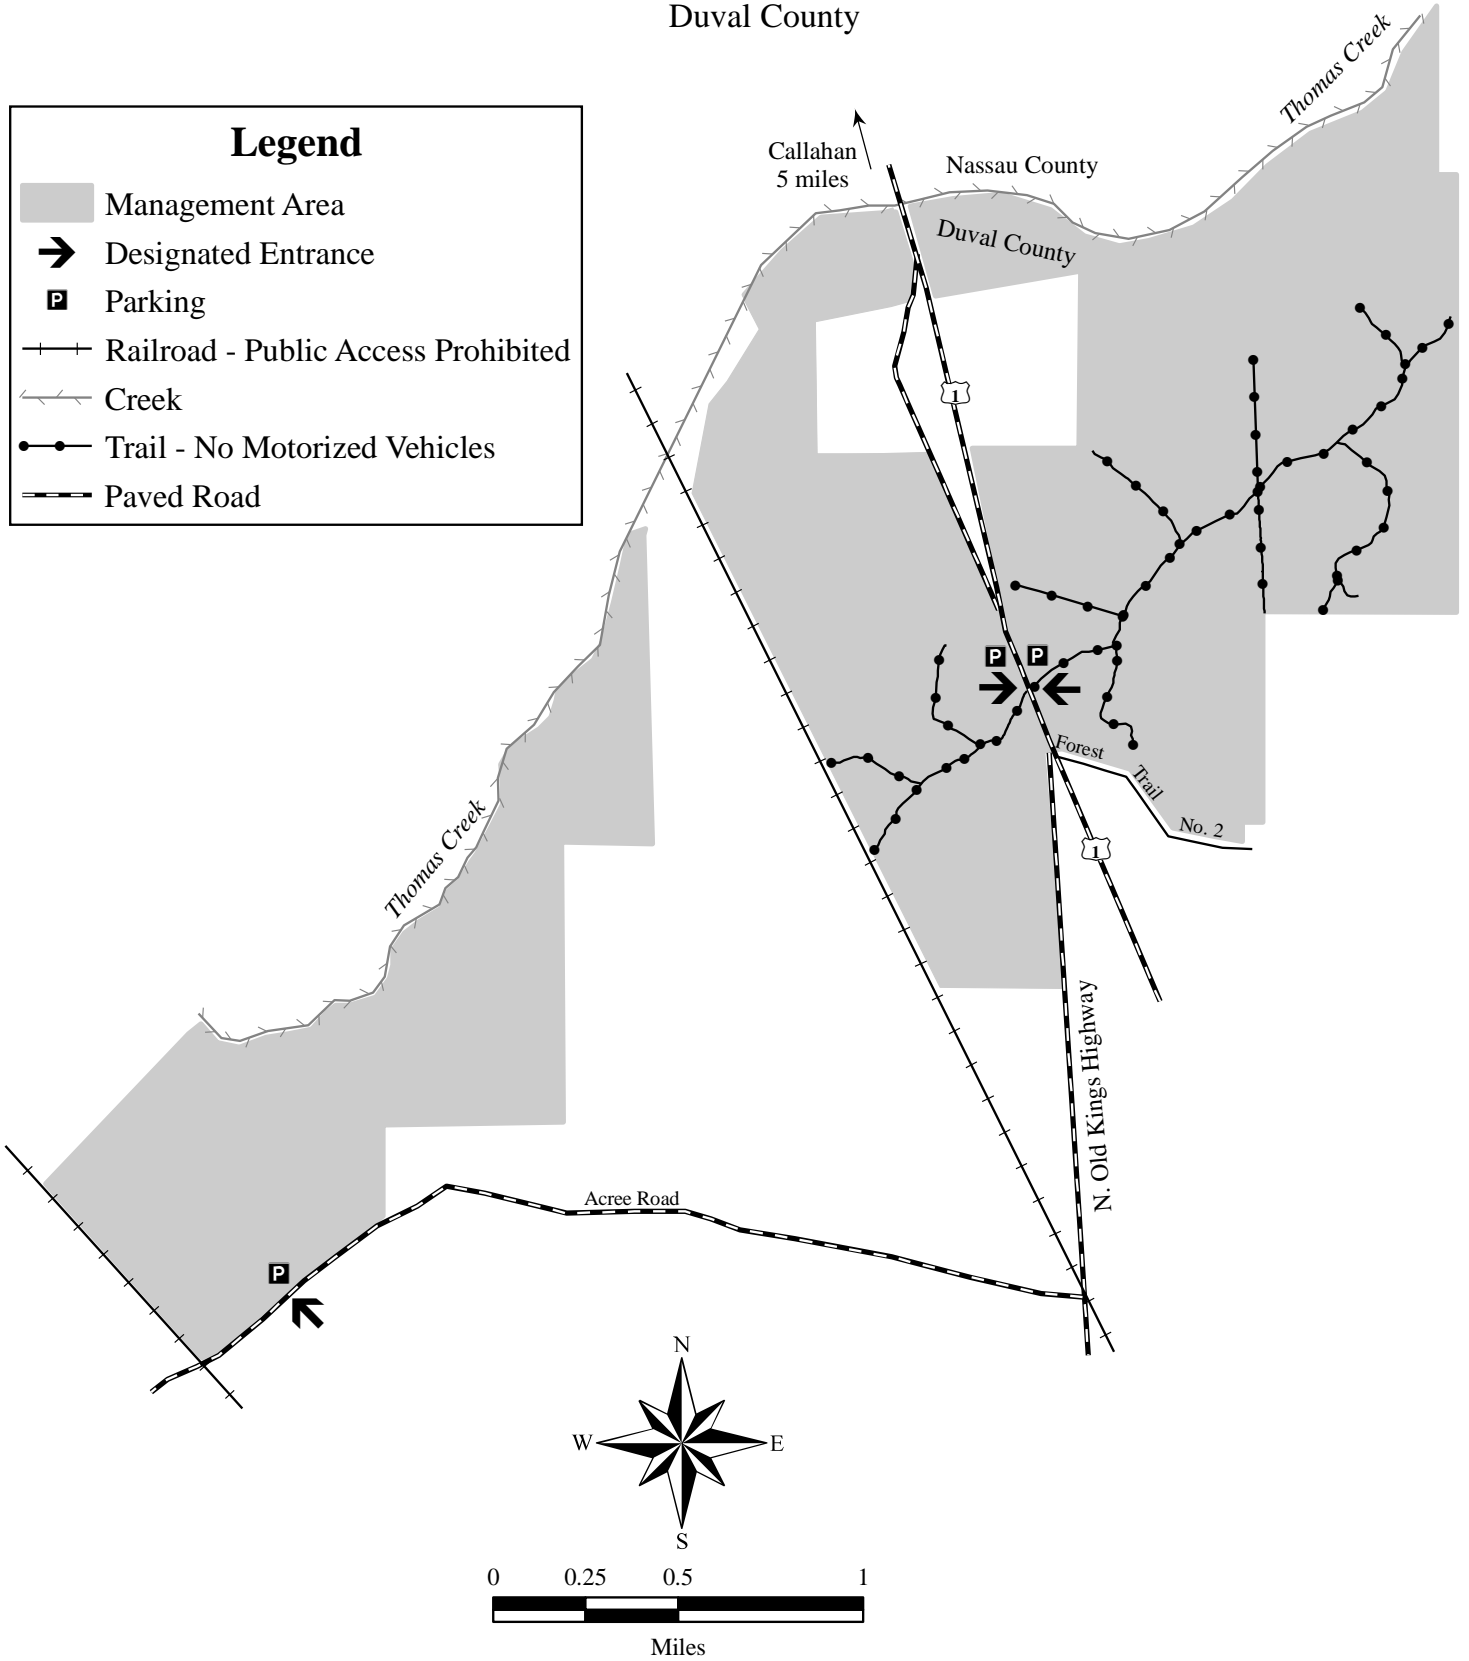 Duval County
Thomas Creek
Legend
Management Area
Designated Entrance
P Parking
Railroad - Public Access Prohibited
Creek
Trail - No Motorized Vehicles
Paved Road
Callahan
5 miles
Nassau County
Duval County
1
P P
Forest
Trail
No. 2
1
Thomas Creek
N. Old Kings Highway
Acree Road
P
N
W E
S
0 0.25 0.5 1
Miles